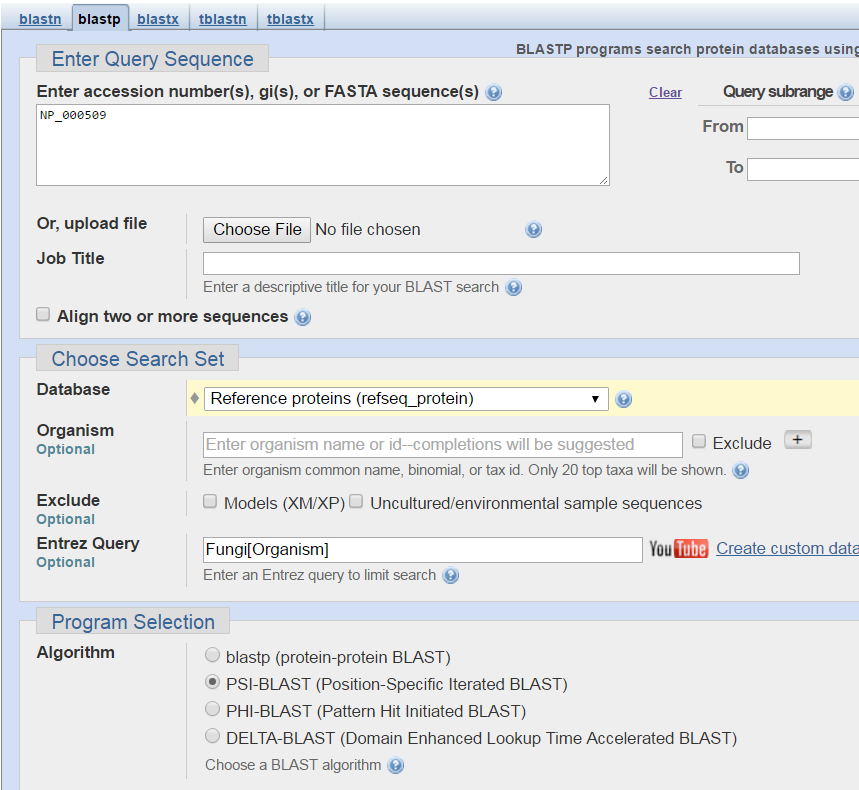 blastn blastp blastx tblastn tblastx
BLASTP programs search protein databases using
Enter Query Sequence
Enter accession number(s), gi(s), or FASTA sequence(s) Clear Query subrange
NP_000509
From
To
Or, upload file Choose File No file chosen
Job Title
Enter a descriptive title for your BLAST search
Align two or more sequences
Choose Search Set
Database Reference proteins (refseq_protein)
Organism
Optional
Enter organism name or id--completions will be suggested Exclude +
Enter organism common name, binomial, or tax id. Only 20 top taxa will be shown.
Exclude
Optional
Models (XM/XP) Uncultured/environmental sample sequences
Entrez Query
Optional
Fungi[Organism] YouTube Create custom data
Enter an Entrez query to limit search
Program Selection
Algorithm
blastp (protein-protein BLAST)
PSI-BLAST (Position-Specific Iterated BLAST)
PHI-BLAST (Pattern Hit Initiated BLAST)
DELTA-BLAST (Domain Enhanced Lookup Time Accelerated BLAST)
Choose a BLAST algorithm